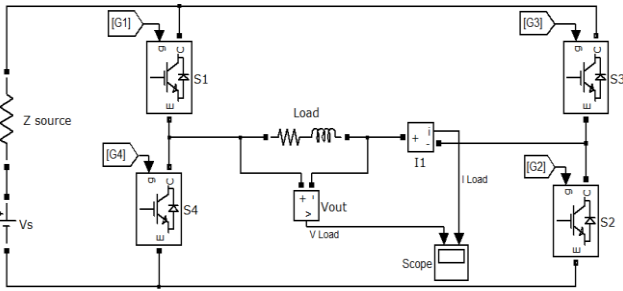 [G1]
g
C
E
S1
[G3]
g
C
E
S3
Z source
Load
+
-
i
I1
[G4]
g
C
E
S4
+ -
v
Vout
V Load
I Load
[G2]
g
C
E
S2
Vs
+
Scope